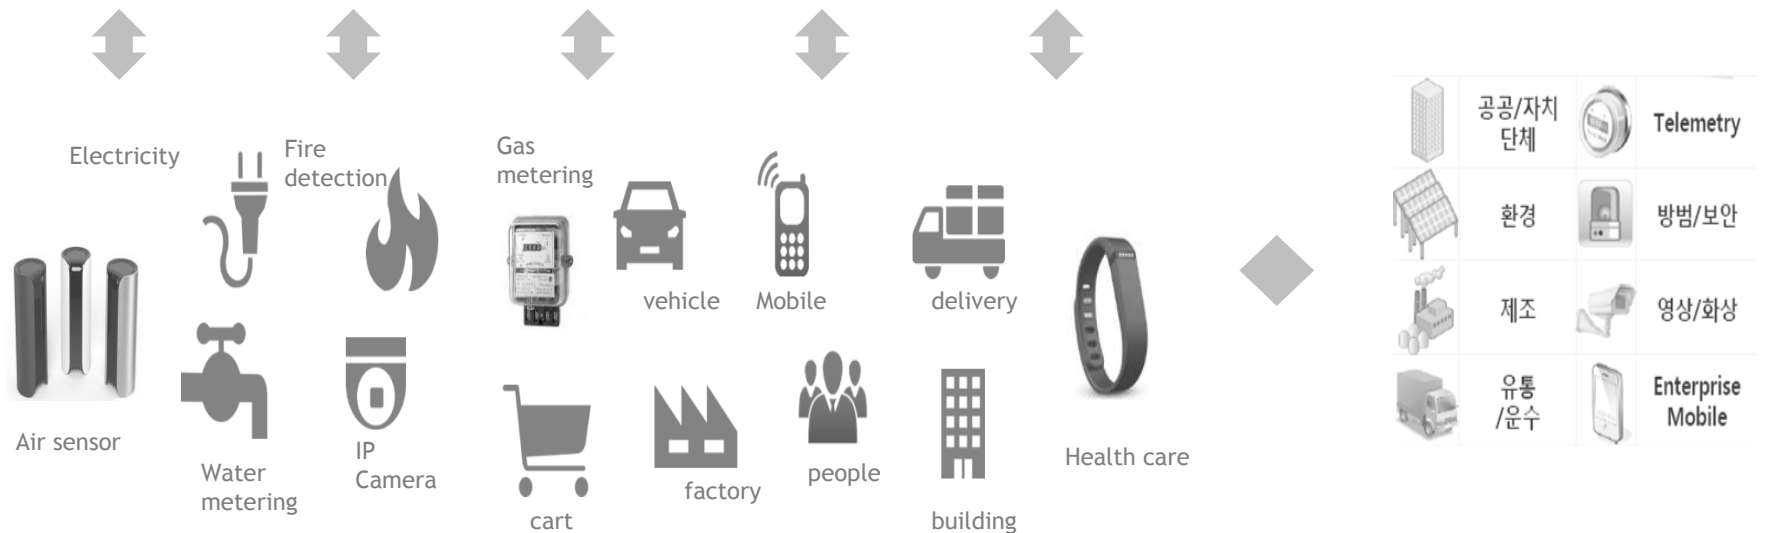 Electricity
Fire
detection
Gas
metering
vehicle
Mobile
delivery
Air sensor
Water
metering
IP
Camera
cart
factory
people
building
Health care
공공/자치
단체
Telemetry
환경
방범/보안
제조
영상/화상
유통
/운수
Enterprise
Mobile